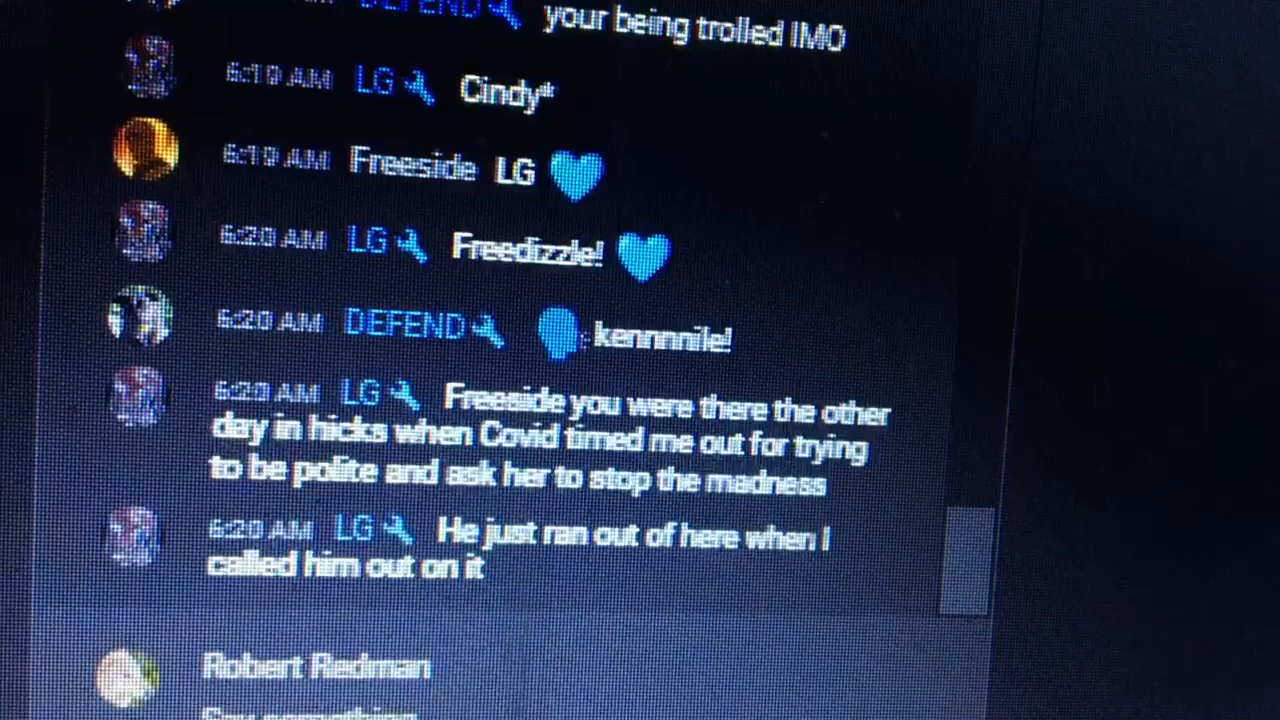 DEFEND your being trolled IMO
6:19 AM LG Cindy*
6:19 AM Freeside LG
6:20 AM LG Freedizzle!
6:20 AM DEFEND kennnnile!
6:20 AM LG Freeside you were there the other
day in hicks when Covid timed me out for trying
to be polite and ask her to stop the madness
6:20 AM LG He just ran out of here when I
called him out on it
Robert Redman
Say something